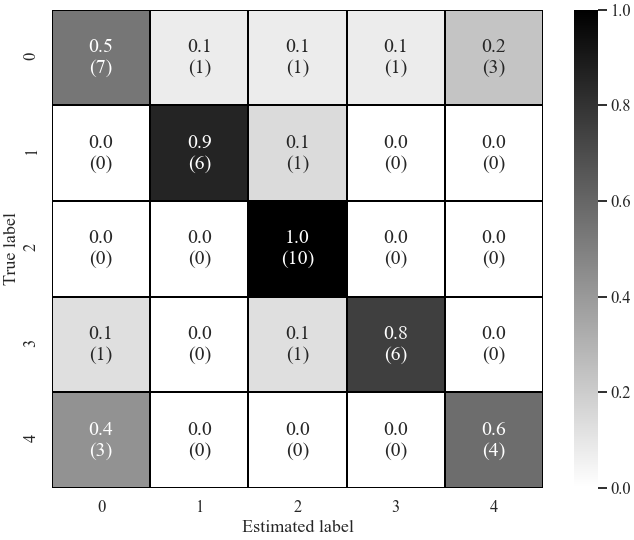 0.5 0.1 0.1 0.1 0.2
(7) (1) (1) (1) (3)
0
0.0 0.9 0.1 0.0 0.0
(0) (6) (1) (0) (0)
1
0.0 0.0 1.0 0.0 0.0
(0) (0) (10) (0) (0)
2
0.1 0.0 0.1 0.8 0.0
(1) (0) (1) (6) (0)
3
0.4 0.0 0.0 0.0 0.6
(3) (0) (0) (0) (4)
4
True label
0 1 2 3 4
Estimated label
1.0
0.8
0.6
0.4
0.2
0.0